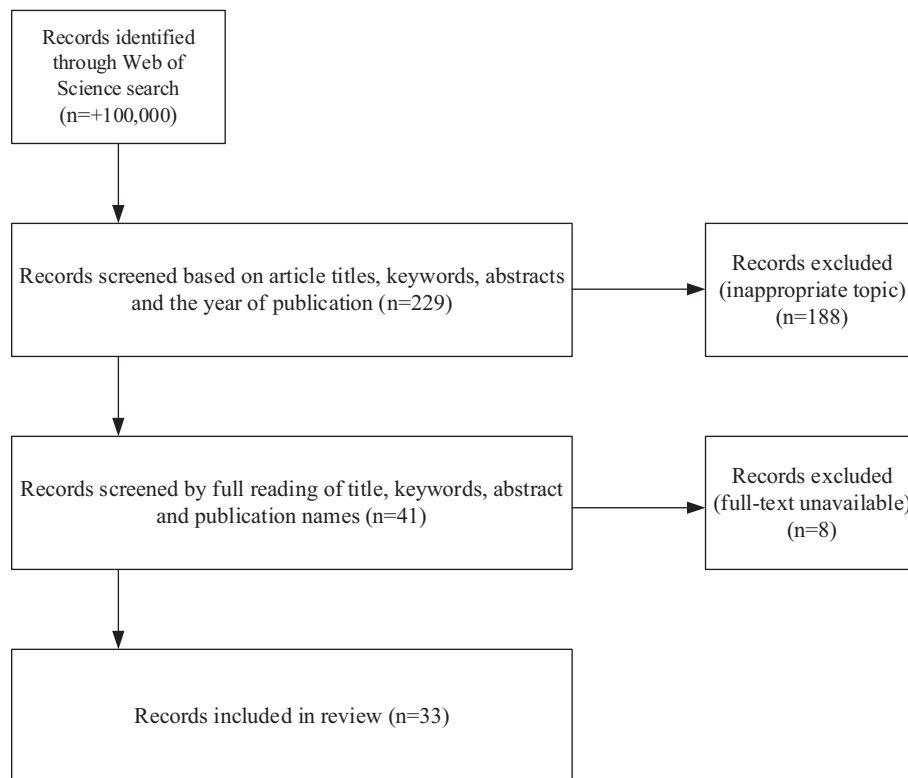 Records identified
through Web of
Science search
(n=+100,000)
Records screened based on article titles, keywords, abstracts
and the year of publication (n=229)
Records excluded
(inappropriate topic)
(n=188)
Records screened by full reading of title, keywords, abstract
and publication names (n=41)
Records excluded
(full-text unavailable)
(n=8)
Records included in review (n=33)